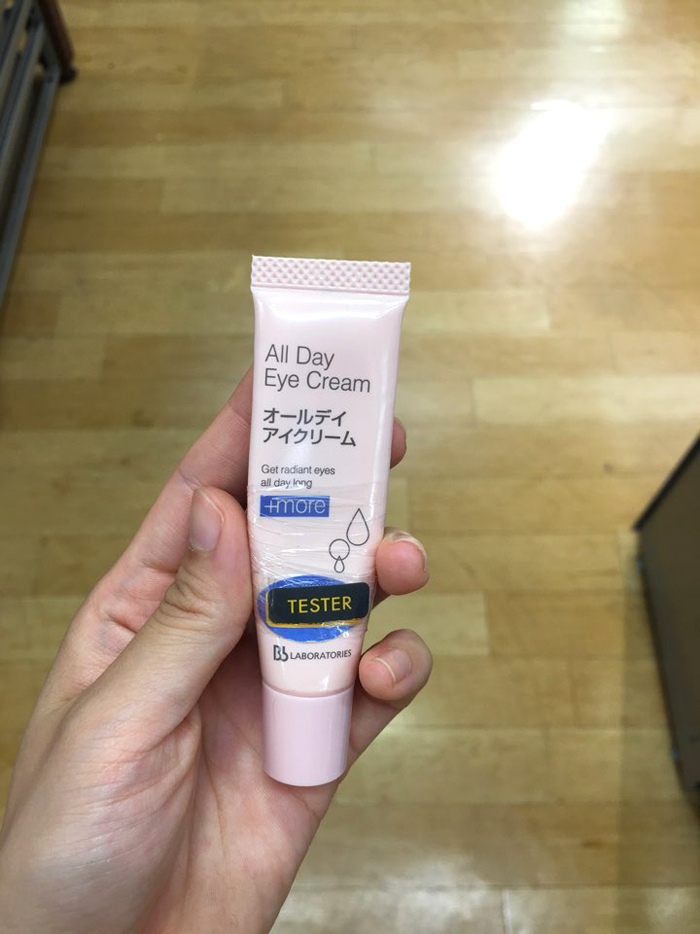 All Day
Eye Cream
オールデイ
アイクリーム
Get radiant eyes
all day long
+more
TESTER
Bb LABORATORIES